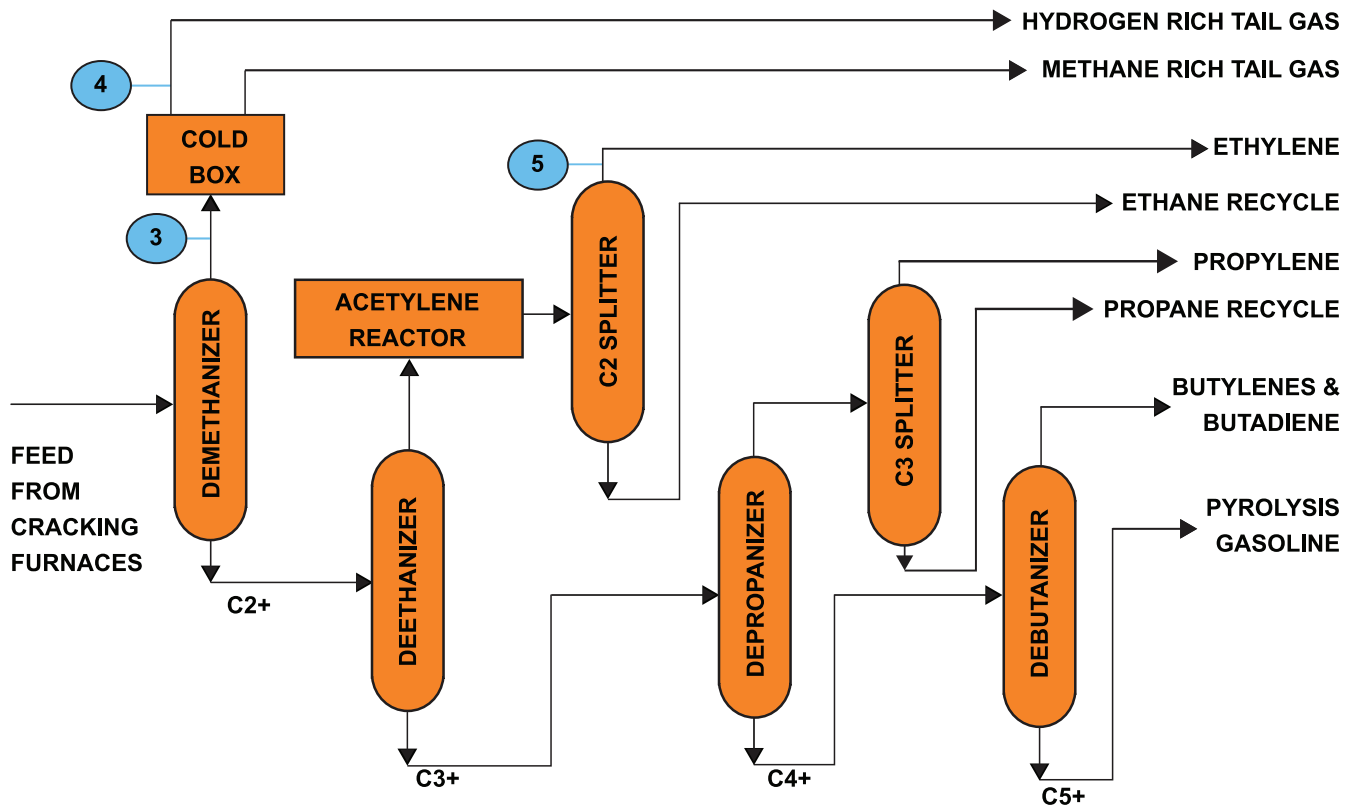 HYDROGEN RICH TAIL GAS
METHANE RICH TAIL GAS
4
COLD
BOX
5
ETHYLENE
ETHANE RECYCLE
3
PROPYLENE
PROPANE RECYCLE
ACETYLENE
REACTOR
C2 SPLITTER
C3 SPLITTER
DEMETHANIZER
BUTYLENES &
BUTADIENE
FEED
FROM
CRACKING
FURNACES
PYROLYSIS
GASOLINE
DEETHANIZER
DEPROPANIZER
DEBUTANIZER
C2+
C3+
C4+
C5+